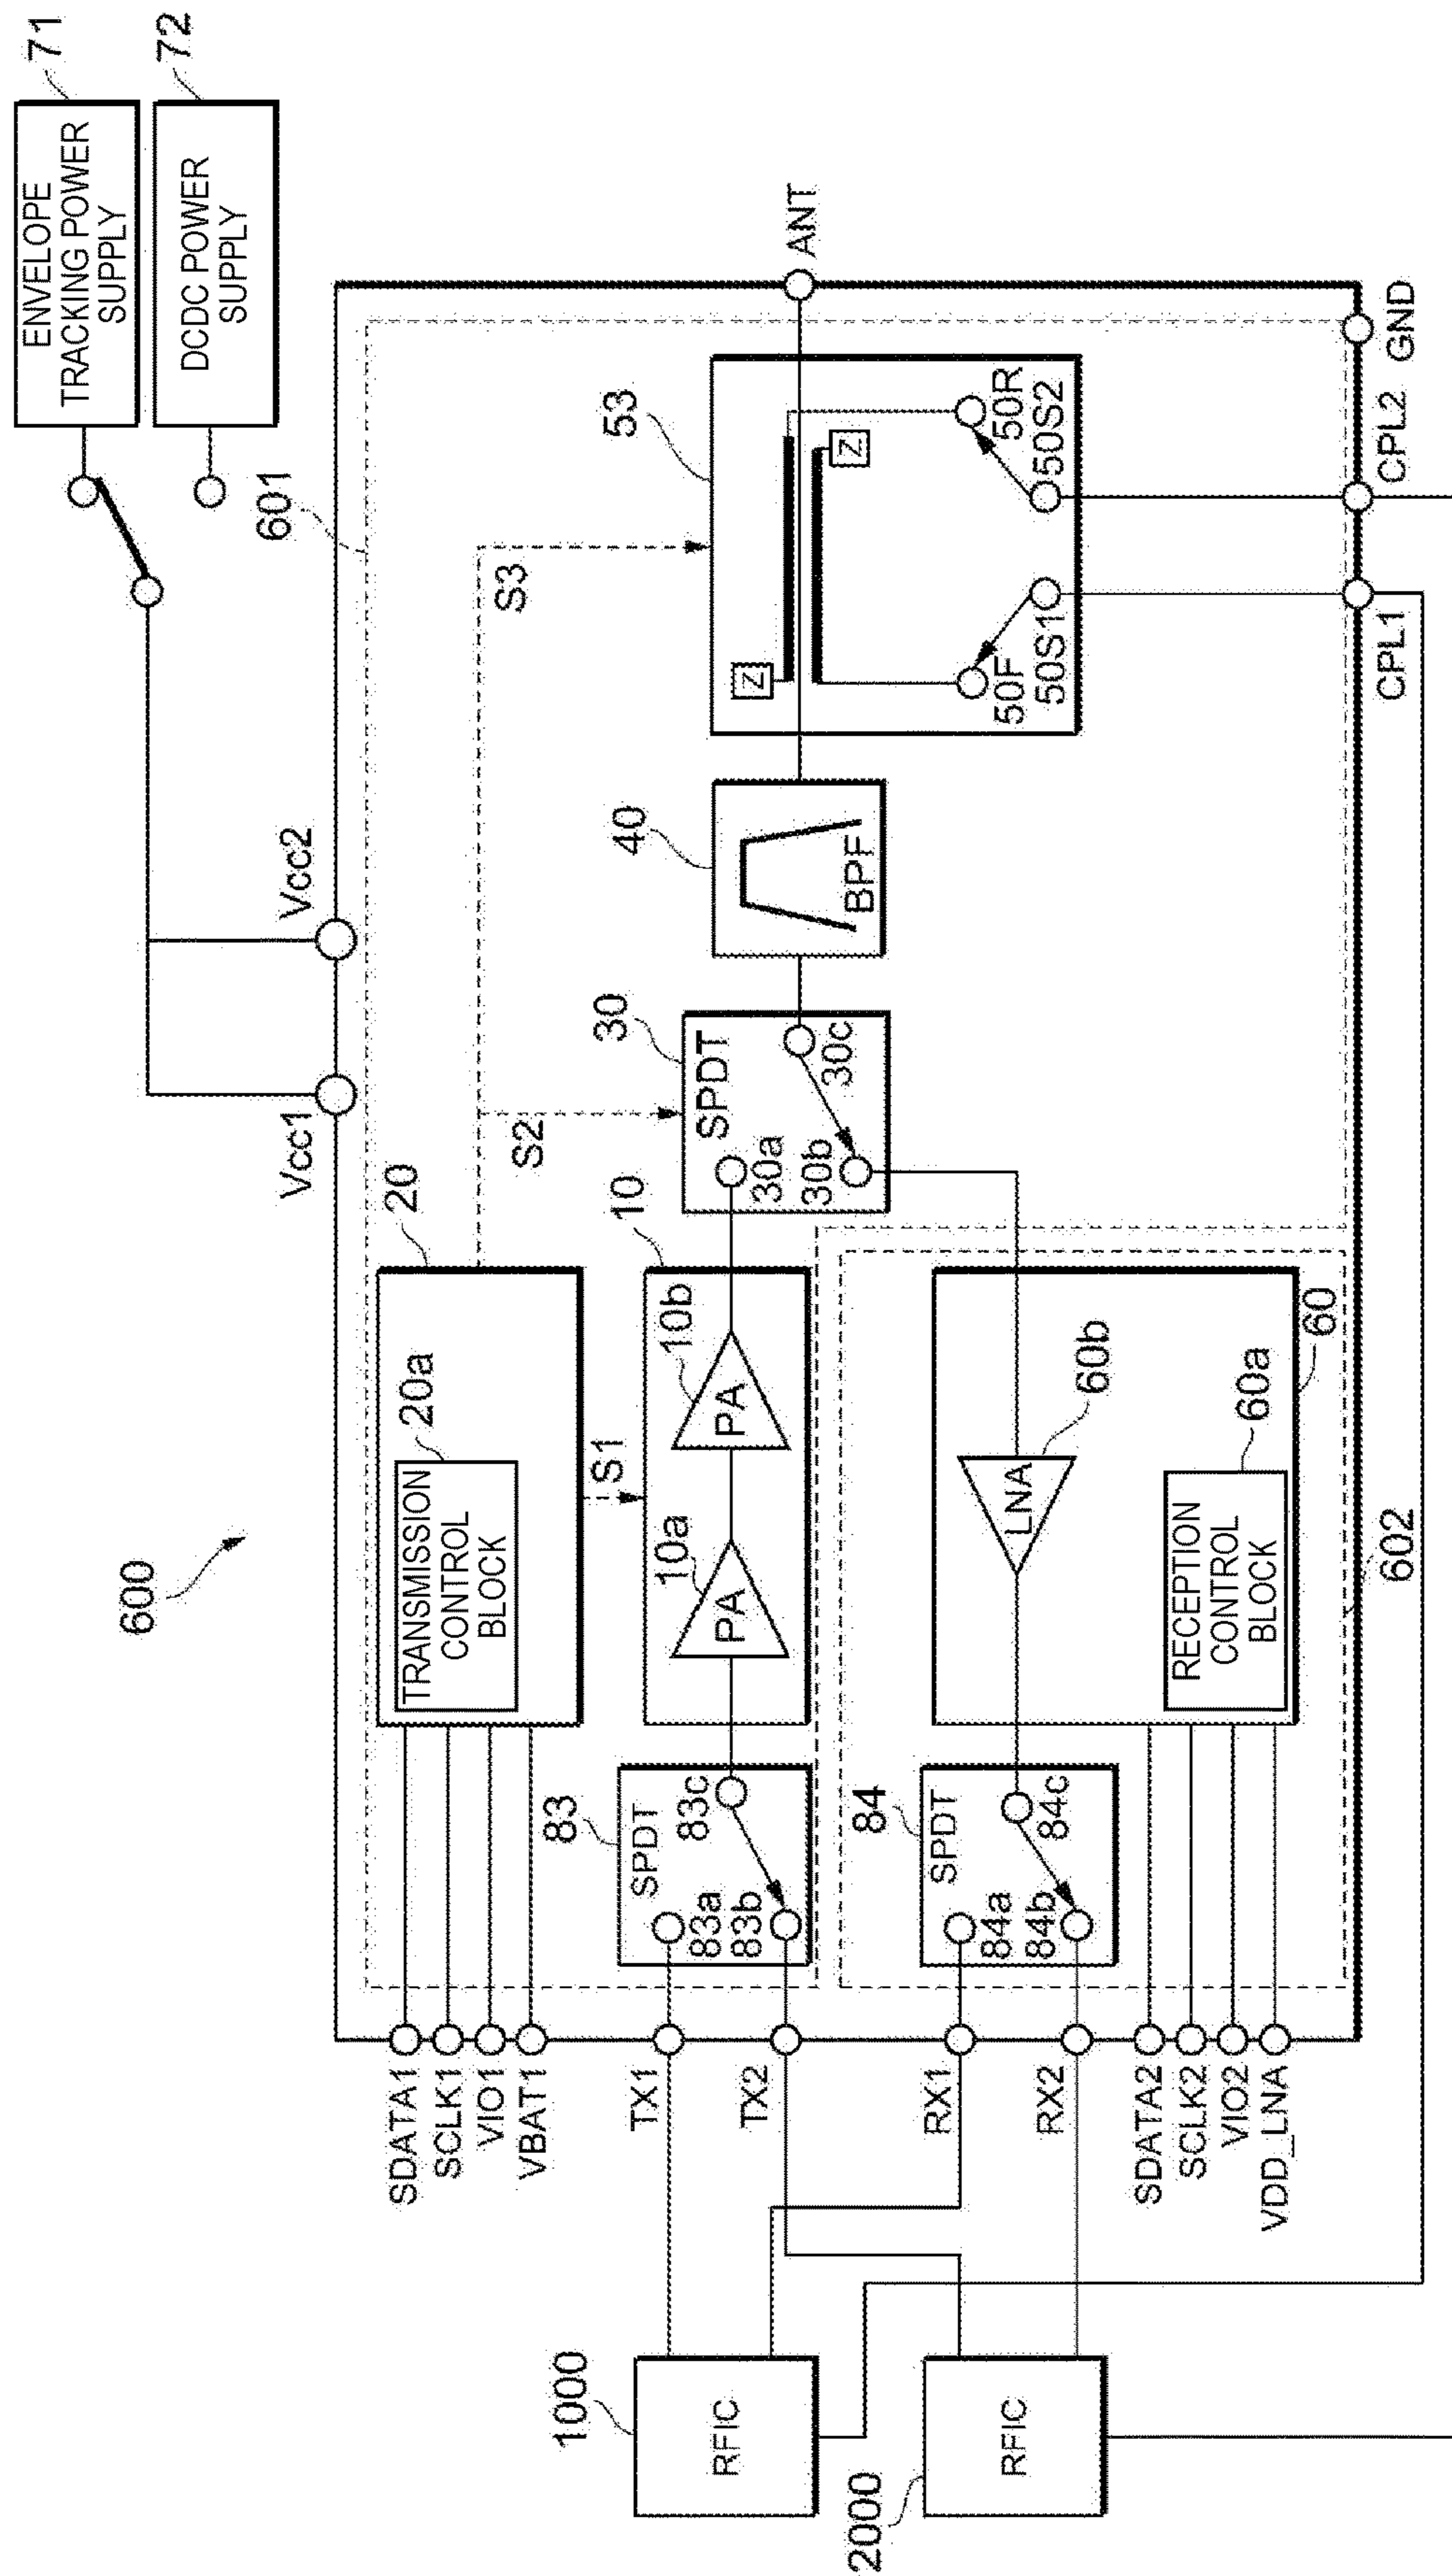 600
ENVELOPE
TRACKING POWER
SUPPLY
71
DCDC POWER
SUPPLY
72
Vcc1
Vcc2
601
20
TRANSMISSION
CONTROL
BLOCK
20a
SDATA1
SCLK1
VIO1
VBAT1
S1
S2
S3
TX1
TX2
83
SPDT
83a
83b
83c
10
10a
PA
10b
PA
30
SPDT
30a
30b
30c
40
BPF
53
Z
Z
50F
50S1
50R
50S2
ANT
1000
RFIC
2000
RFIC
RX1
RX2
84
SPDT
84a
84b
84c
LNA
60b
RECEPTION
CONTROL
BLOCK
60a
60
SDATA2
SCLK2
VIO2
VDD_LNA
602
CPL1
CPL2
GND